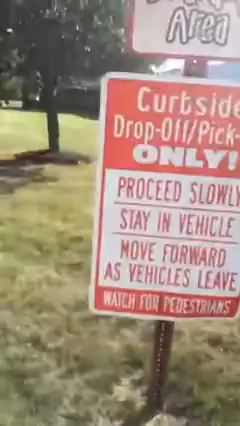 Area
Curbside
Drop-Off/Pick-
ONLY!
PROCEED SLOWLY
STAY IN VEHICLE
MOVE FORWARD
AS VEHICLES LEAVE
WATCH FOR PEDESTRIANS